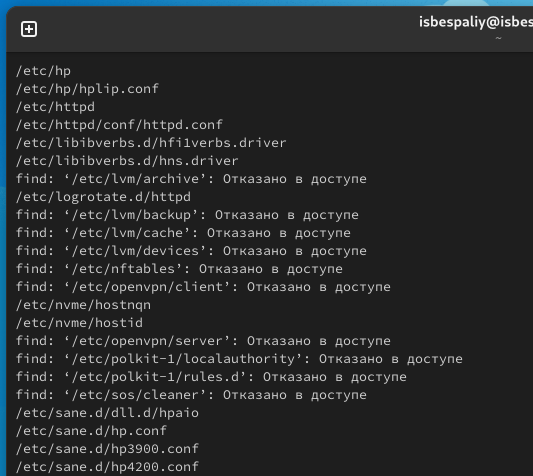 isbespaliy@isbes
~
/etc/hp
/etc/hp/hplip.conf
/etc/httpd
/etc/httpd/conf/httpd.conf
/etc/libibverbs.d/hfi1verbs.driver
/etc/libibverbs.d/hns.driver
find: ‘/etc/lvm/archive’: Отказано в доступе
/etc/logrotate.d/httpd
find: ‘/etc/lvm/backup’: Отказано в доступе
find: ‘/etc/lvm/cache’: Отказано в доступе
find: ‘/etc/lvm/devices’: Отказано в доступе
find: ‘/etc/nftables’: Отказано в доступе
find: ‘/etc/openvpn/client’: Отказано в доступе
/etc/nvme/hostnqn
/etc/nvme/hostid
find: ‘/etc/openvpn/server’: Отказано в доступе
find: ‘/etc/polkit-1/localauthority’: Отказано в доступе
find: ‘/etc/polkit-1/rules.d’: Отказано в доступе
find: ‘/etc/sos/cleaner’: Отказано в доступе
/etc/sane.d/dll.d/hpaio
/etc/sane.d/hp.conf
/etc/sane.d/hp3900.conf
/etc/sane.d/hp4200.conf